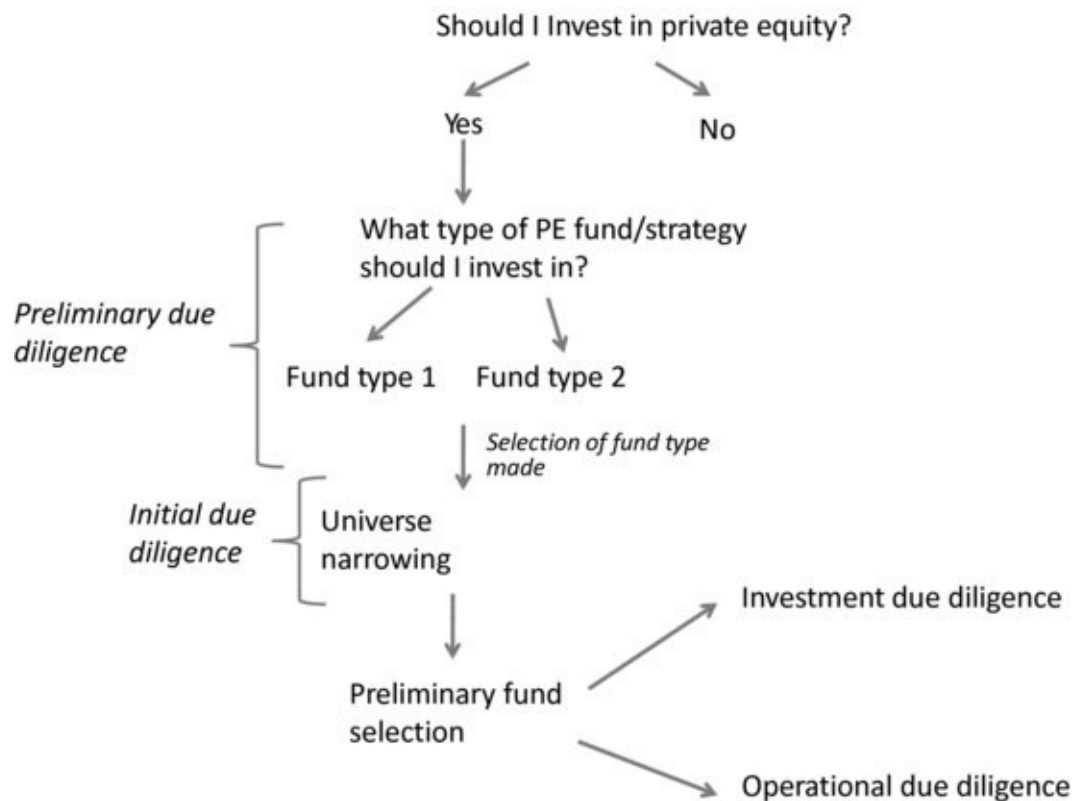 Should I Invest in private equity?
Yes
No
What type of PE fund/strategy
should I invest in?
Preliminary due
diligence
Fund type 1
Fund type 2
Selection of fund type
made
Initial due
diligence
Universe
narrowing
Investment due diligence
Preliminary fund
selection
Operational due diligence